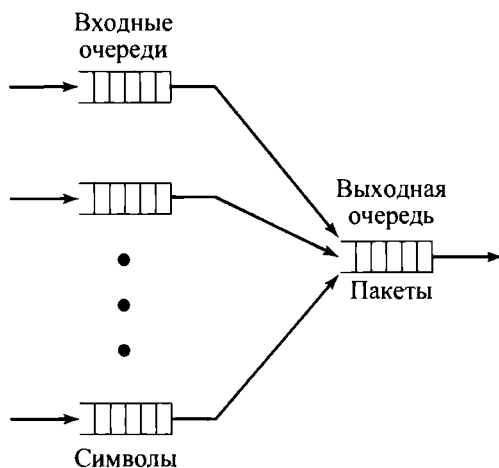 Входные
очереди
Выходная
очередь
Пакеты
Символы